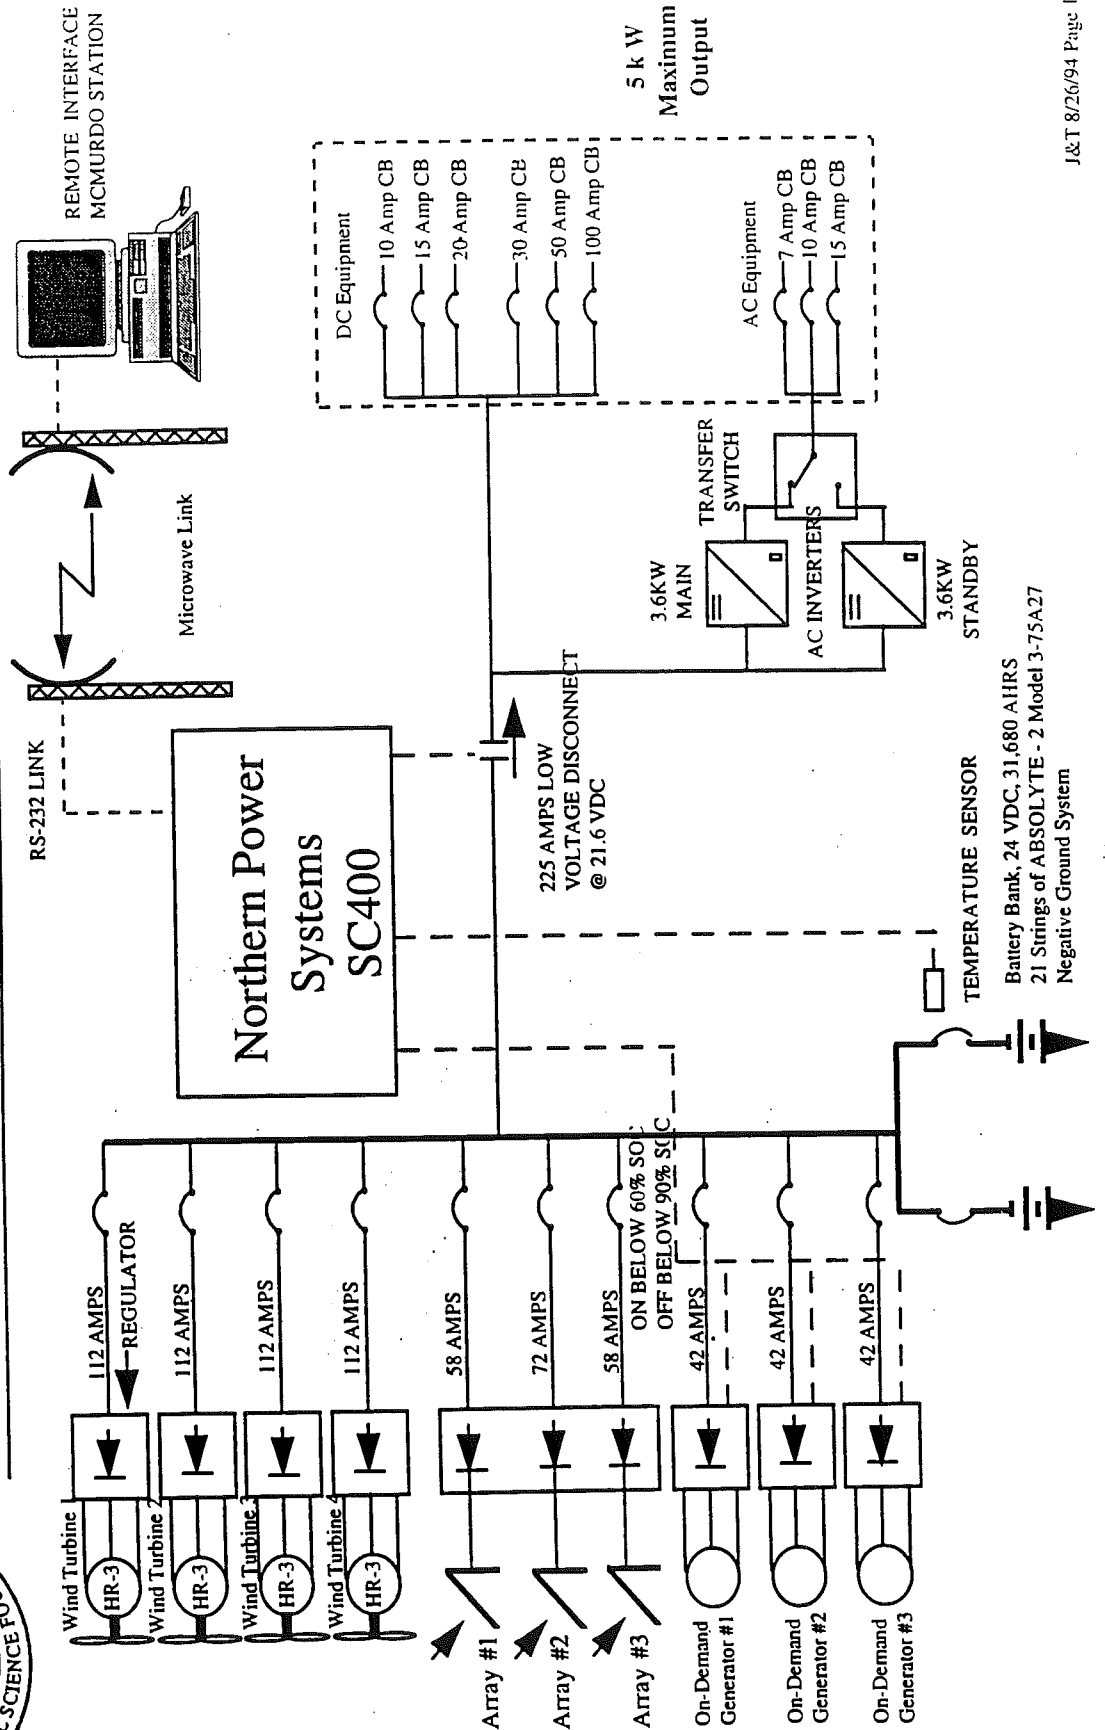 C SCIENCE FOU
REMOTE INTERFACE
MCMURDO STATION
RS-232 LINK
Microwave Link
Northern Power
Systems
SC400
225 AMPS LOW
VOLTAGE DISCONNECT
@ 21.6 VDC
DC Equipment
10 Amp CB
15 Amp CB
20 Amp CB
30 Amp CB
50 Amp CB
100 Amp CB
AC Equipment
7 Amp CB
10 Amp CB
15 Amp CB
5 k W
Maximum
Output
TRANSFER
SWITCH
3.6KW
MAIN
AC INVERTERS
3.6KW
STANDBY
Wind Turbine 1
HR-3
112 AMPS
REGULATOR
Wind Turbine 2
HR-3
112 AMPS
Wind Turbine 3
HR-3
112 AMPS
Wind Turbine 4
HR-3
112 AMPS
Array #1
58 AMPS
Array #2
72 AMPS
Array #3
58 AMPS
ON BELOW 60% SOC
OFF BELOW 90% SOC
On-Demand
Generator #1
42 AMPS
On-Demand
Generator #2
42 AMPS
On-Demand
Generator #3
42 AMPS
TEMPERATURE SENSOR
Battery Bank, 24 VDC, 31,680 AHRS
21 Strings of ABSOLYTE - 2 Model 3-75A27
Negative Ground System
J&T 8/26/94 Page 1